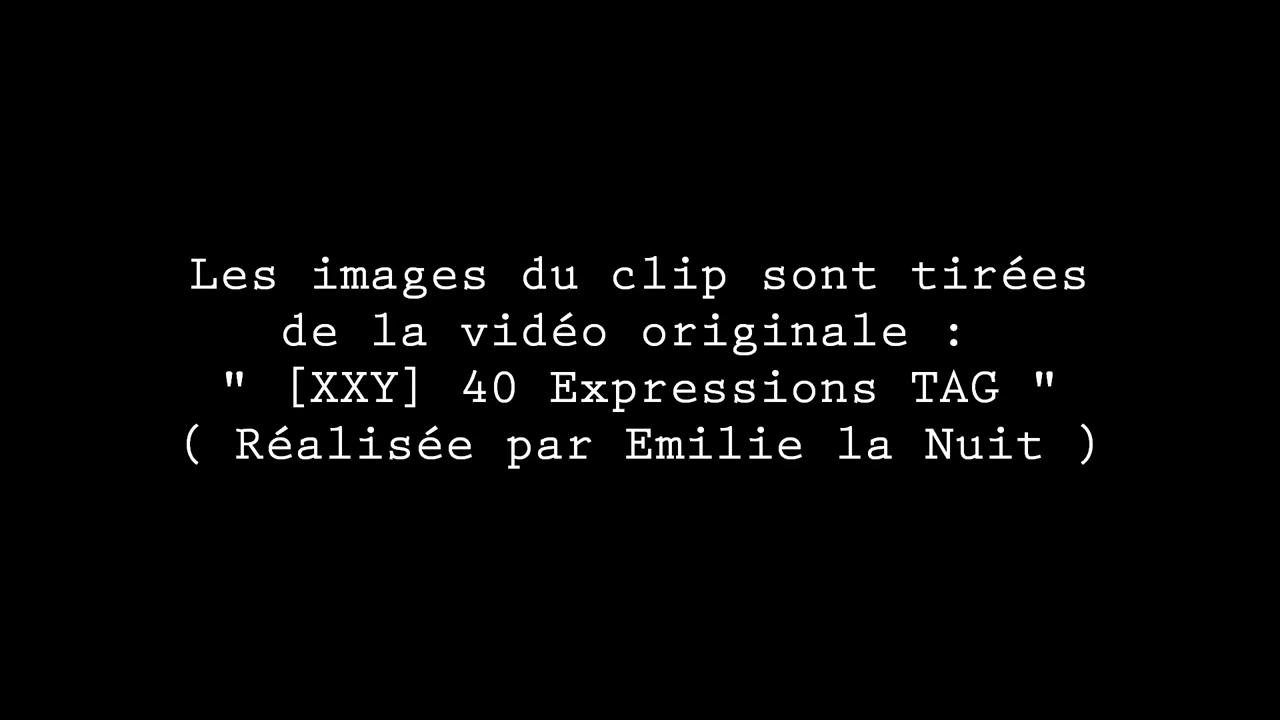 Les images du clip sont tirées
de la vidéo originale :
" [XXY] 40 Expressions TAG "
( Réalisée par Emilie la Nuit )